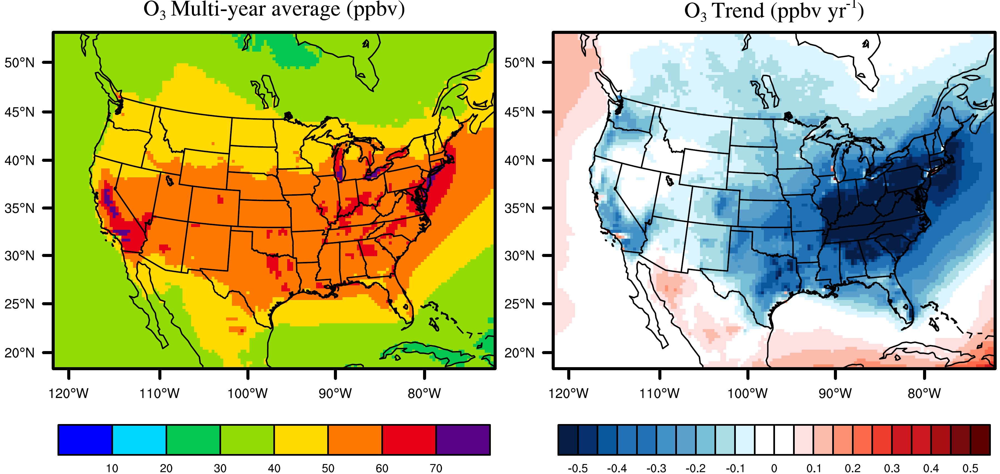 O₃ Multi-year average (ppbv)
50°N
45°N
40°N
35°N
30°N
25°N
20°N
120°W 110°W 100°W 90°W 80°W
10 20 30 40 50 60 70
O₃ Trend (ppbv yr⁻¹)
50°N
45°N
40°N
35°N
30°N
25°N
20°N
120°W 110°W 100°W 90°W 80°W
-0.5 -0.4 -0.3 -0.2 -0.1 0 0.1 0.2 0.3 0.4 0.5